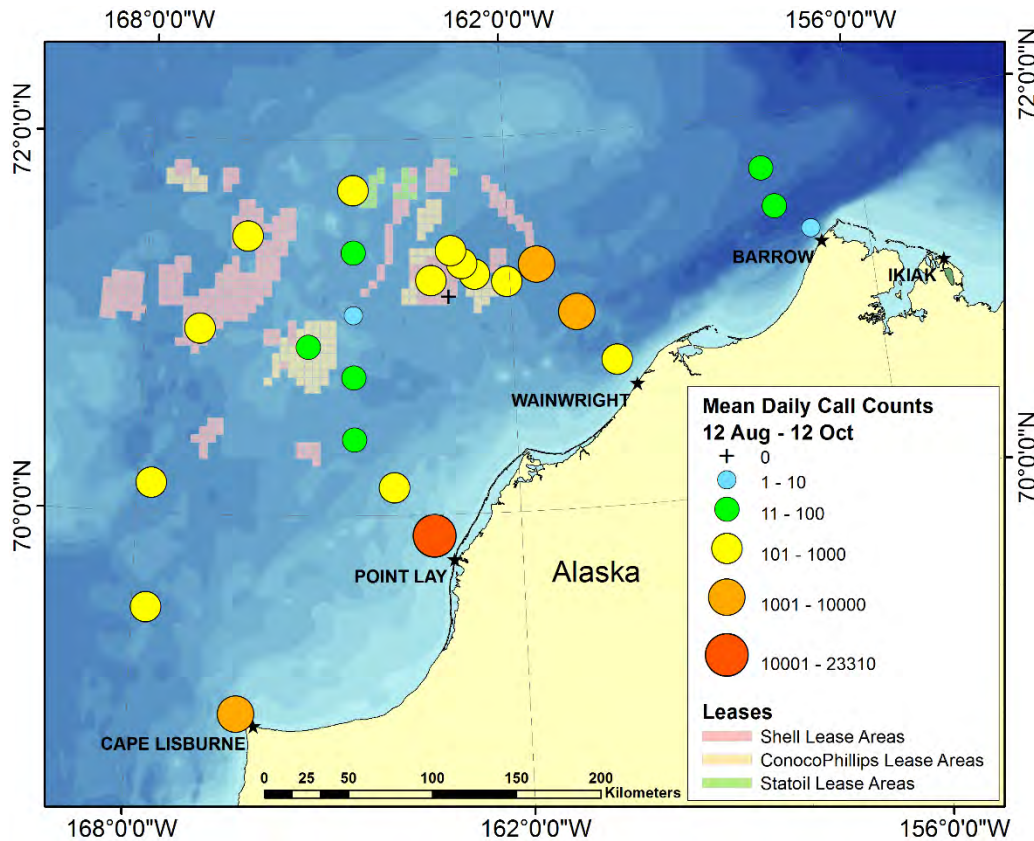 168°0'0"W
162°0'0"W
156°0'0"W
72°0'0"N
72°0'0"N
BARROW
IKIAK
WAINWRIGHT
70°0'0"N
70°0'0"N
POINT LAY
Alaska
CAPE LISBURNE
Mean Daily Call Counts
12 Aug - 12 Oct
0
1 - 10
11 - 100
101 - 1000
1001 - 10000
10001 - 23310
Leases
Shell Lease Areas
ConocoPhillips Lease Areas
Statoil Lease Areas
0 25 50 100 150 200
Kilometers
168°0'0"W
162°0'0"W
156°0'0"W